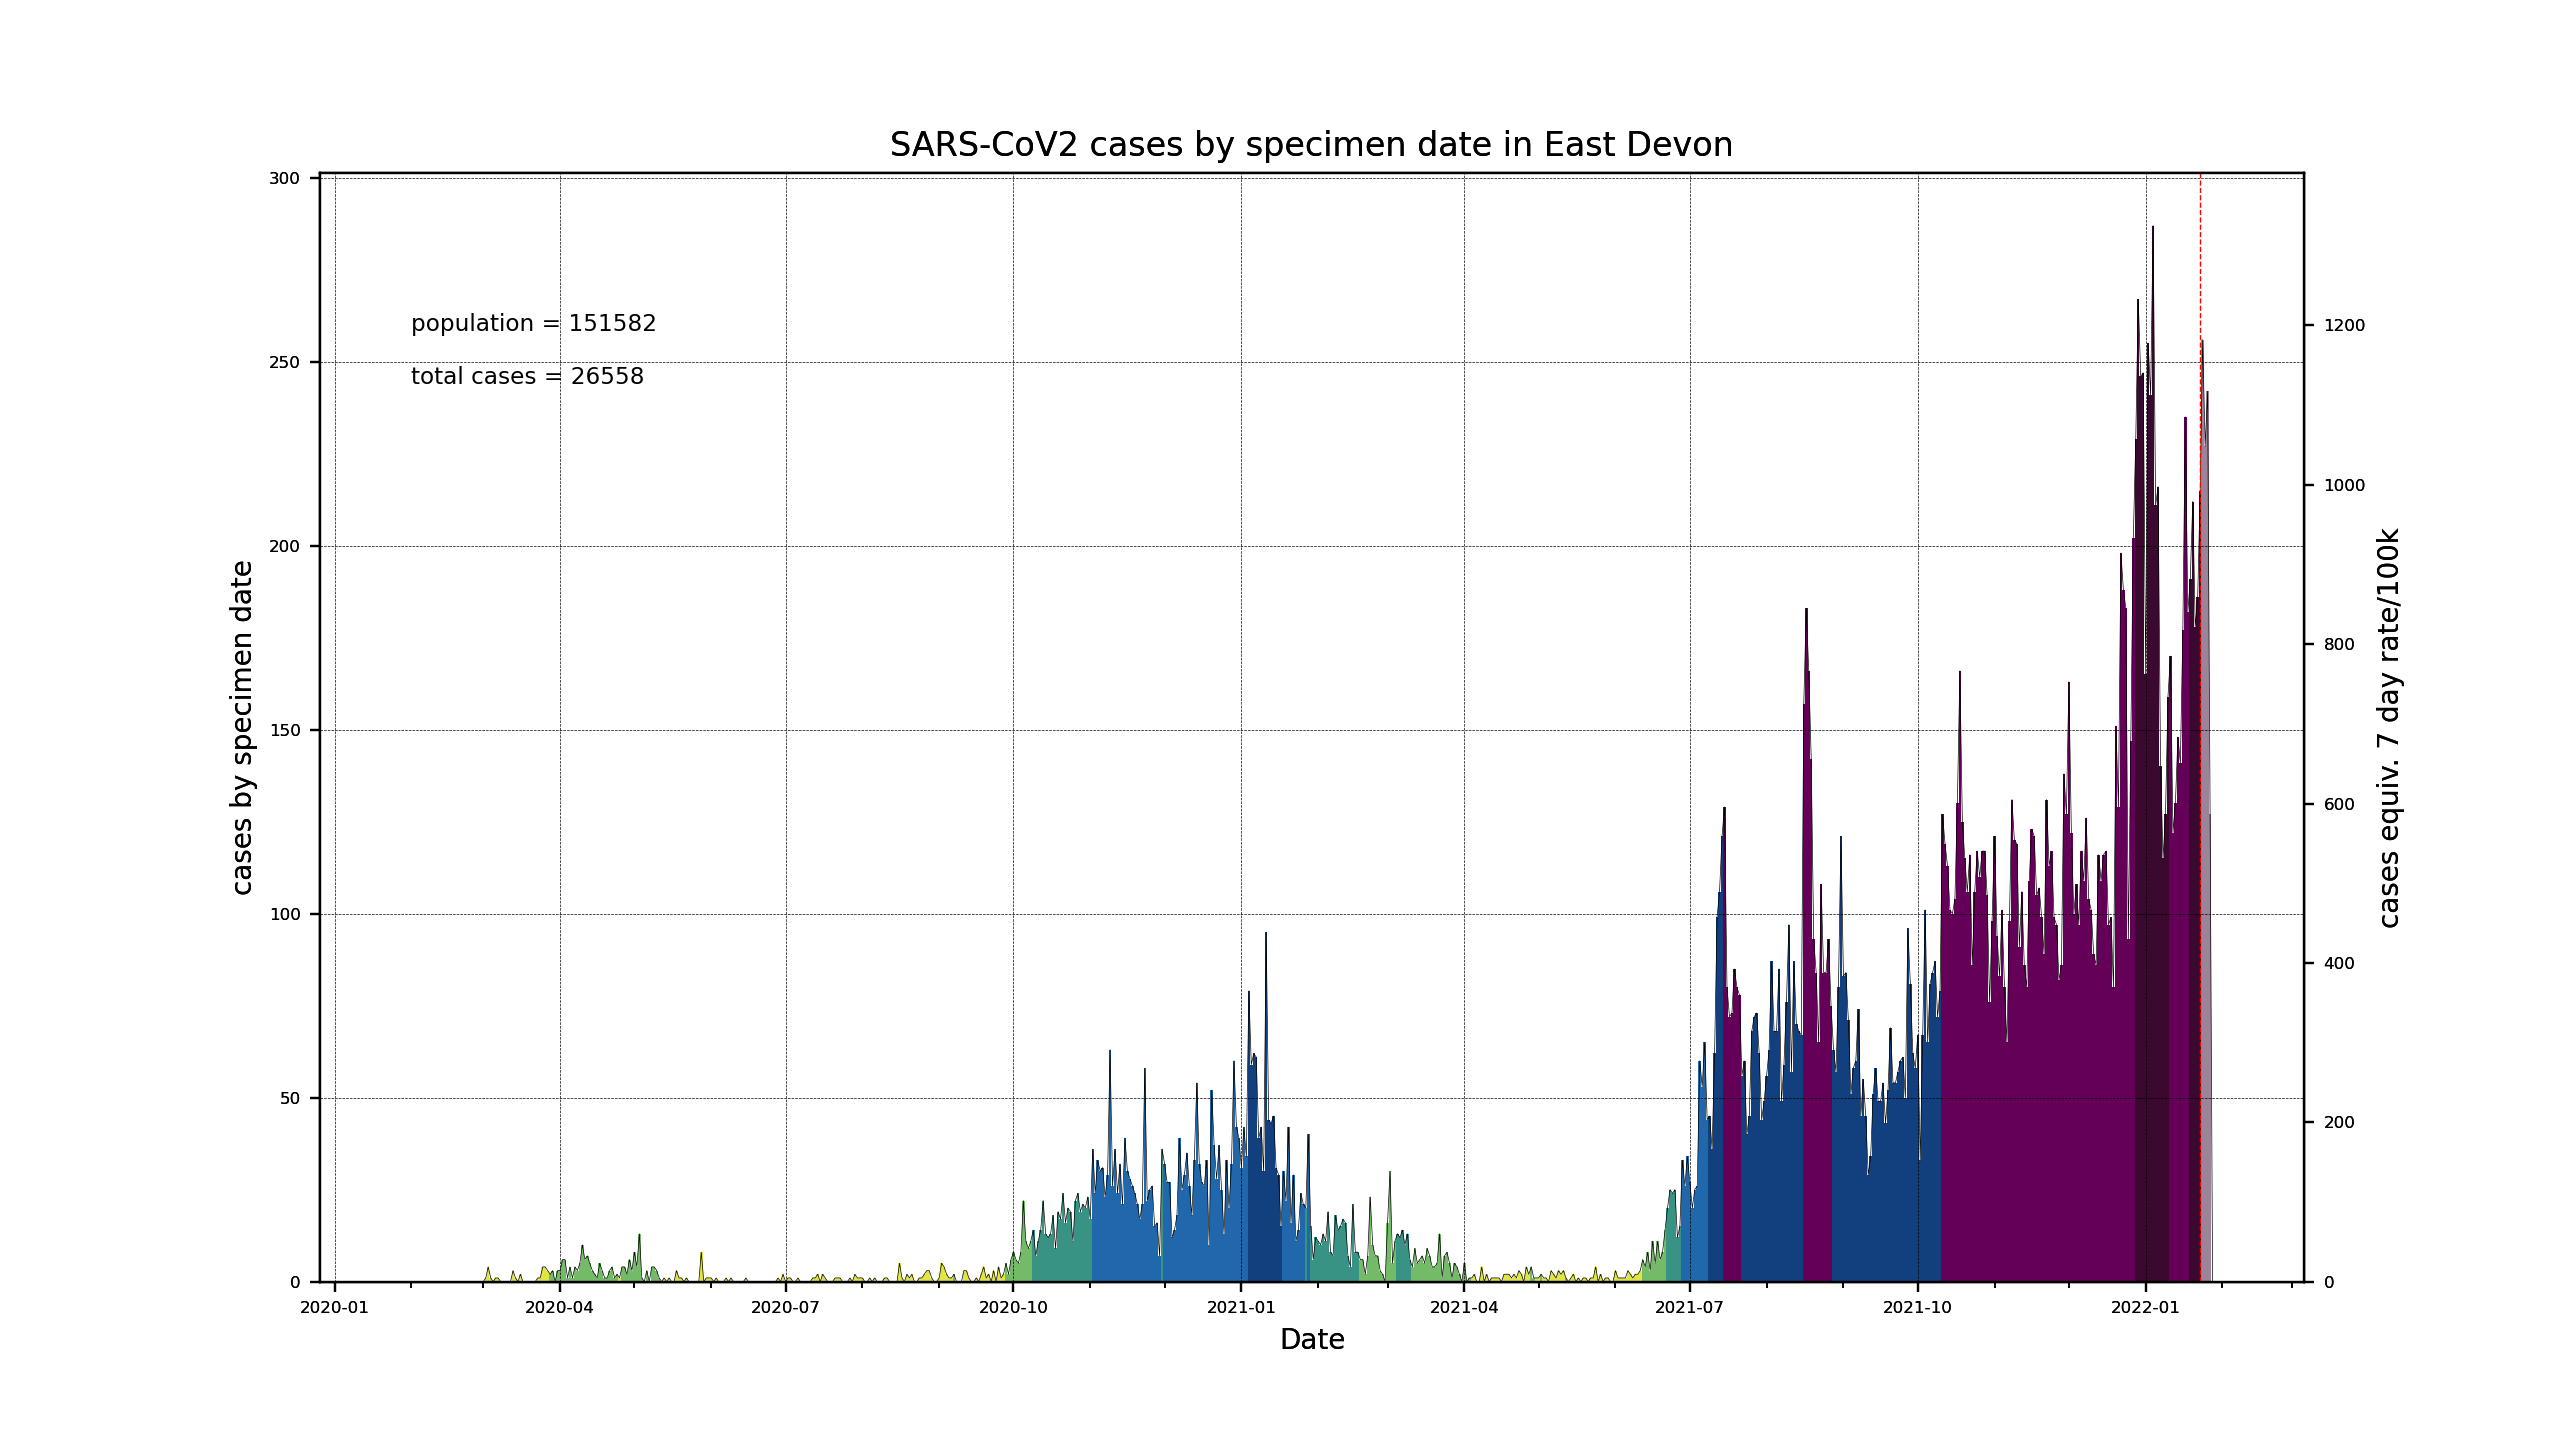 SARS-CoV2 cases by specimen date in East Devon
population = 151582
total cases = 26558
cases by specimen date
300
250
200
150
100
50
0
1200
1000
800
600
400
200
0
cases equiv. 7 day rate/100k
2020-01 2020-04 2020-07 2020-10 2021-01 2021-04 2021-07 2021-10 2022-01
Date